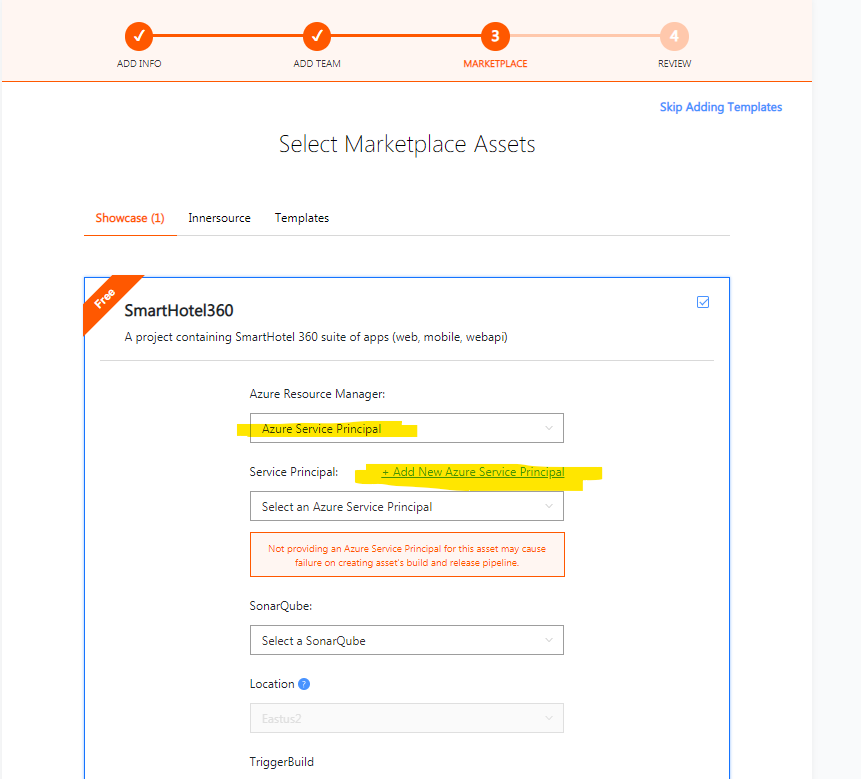 3
4
ADD INFO
ADD TEAM
MARKETPLACE
REVIEW
Skip Adding Templates
Select Marketplace Assets
Showcase (1)
Innersource
Templates
Free
SmartHotel360
A project containing SmartHotel 360 suite of apps (web, mobile, webapi)
Azure Resource Manager:
Azure Service Principal
Service Principal:
+ Add New Azure Service Principal
Select an Azure Service Principal
Not providing an Azure Service Principal for this asset may cause
failure on creating asset's build and release pipeline.
SonarQube:
Select a SonarQube
Location ?
Eastus2
TriggerBuild